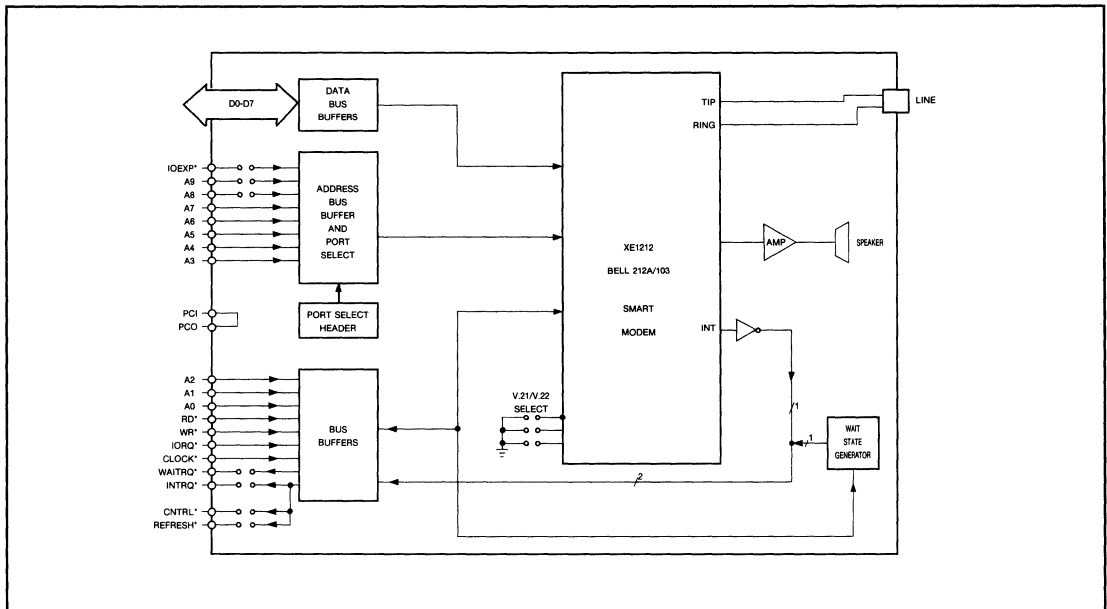 D0-D7
DATA
BUS
BUFFERS
IOEXP*
A9
A8
A7
A6
A5
A4
A3
ADDRESS
BUS
BUFFER
AND
PORT
SELECT
PCI
PCO
PORT SELECT
HEADER
A2
A1
A0
RD*
WR*
IORQ*
CLOCK*
WAITRQ*
INTRQ*
CNTRL*
REFRESH*
BUS
BUFFERS
V.21/V.22
SELECT
XE1212
BELL 212A/103
SMART
MODEM
TIP
RING
LINE
AMP
SPEAKER
INT
1
1
WAIT
STATE
GENERATOR
2